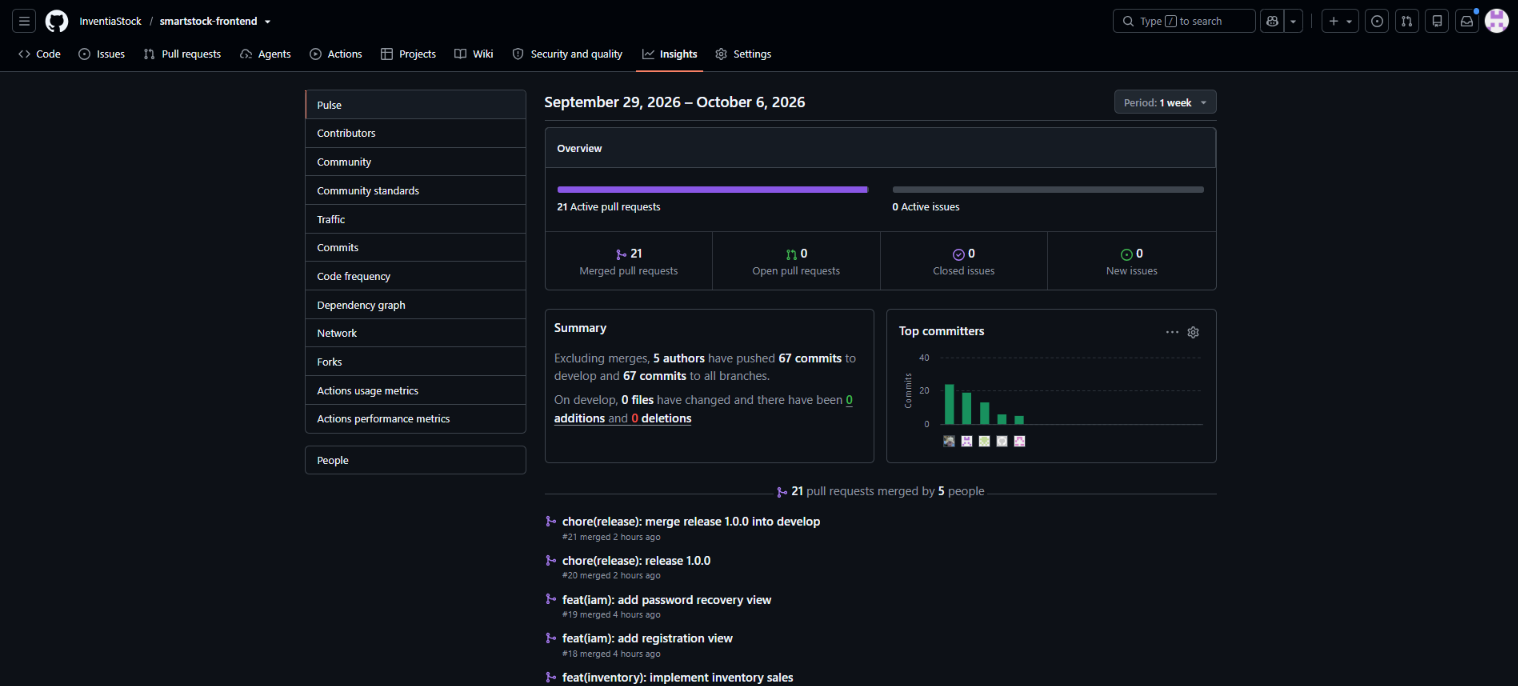 InventiaStock / smartstock-frontend
Type / to search
Code Issues Pull requests Agents Actions Projects Wiki Security and quality Insights Settings
Pulse
Contributors
Community
Community standards
Traffic
Commits
Code frequency
Dependency graph
Network
Forks
Actions usage metrics
Actions performance metrics
People
September 29, 2026 – October 6, 2026
Period: 1 week
Overview
21 Active pull requests
0 Active issues
21
Merged pull requests
0
Open pull requests
0
Closed issues
0
New issues
Summary
Excluding merges, 5 authors have pushed 67 commits to
develop and 67 commits to all branches.
On develop, 0 files have changed and there have been 0
additions and 0 deletions
Top committers
Commits
40
20
0
21 pull requests merged by 5 people
chore(release): merge release 1.0.0 into develop
#21 merged 2 hours ago
chore(release): release 1.0.0
#20 merged 2 hours ago
feat(iam): add password recovery view
#19 merged 4 hours ago
feat(iam): add registration view
#18 merged 4 hours ago
feat(inventory): implement inventory sales